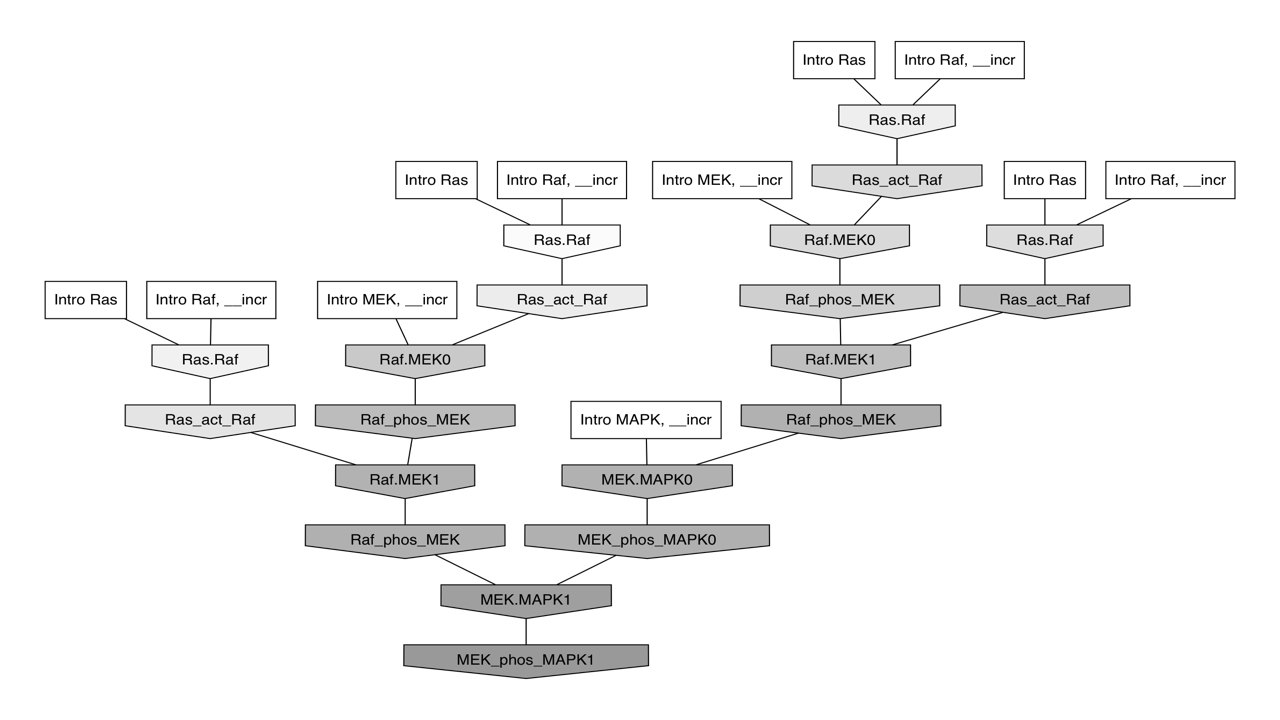 Intro Ras
Intro Raf, __incr
Ras.Raf
Intro Ras
Intro Raf, __incr
Intro MEK, __incr
Ras_act_Raf
Intro Ras
Intro Raf, __incr
Ras.Raf
Raf.MEK0
Ras.Raf
Intro Ras
Intro Raf, __incr
Intro MEK, __incr
Ras_act_Raf
Raf_phos_MEK
Ras_act_Raf
Ras.Raf
Raf.MEK0
Raf.MEK1
Ras_act_Raf
Raf_phos_MEK
Intro MAPK, __incr
Raf_phos_MEK
Raf.MEK1
MEK.MAPK0
Raf_phos_MEK
MEK_phos_MAPK0
MEK.MAPK1
MEK_phos_MAPK1